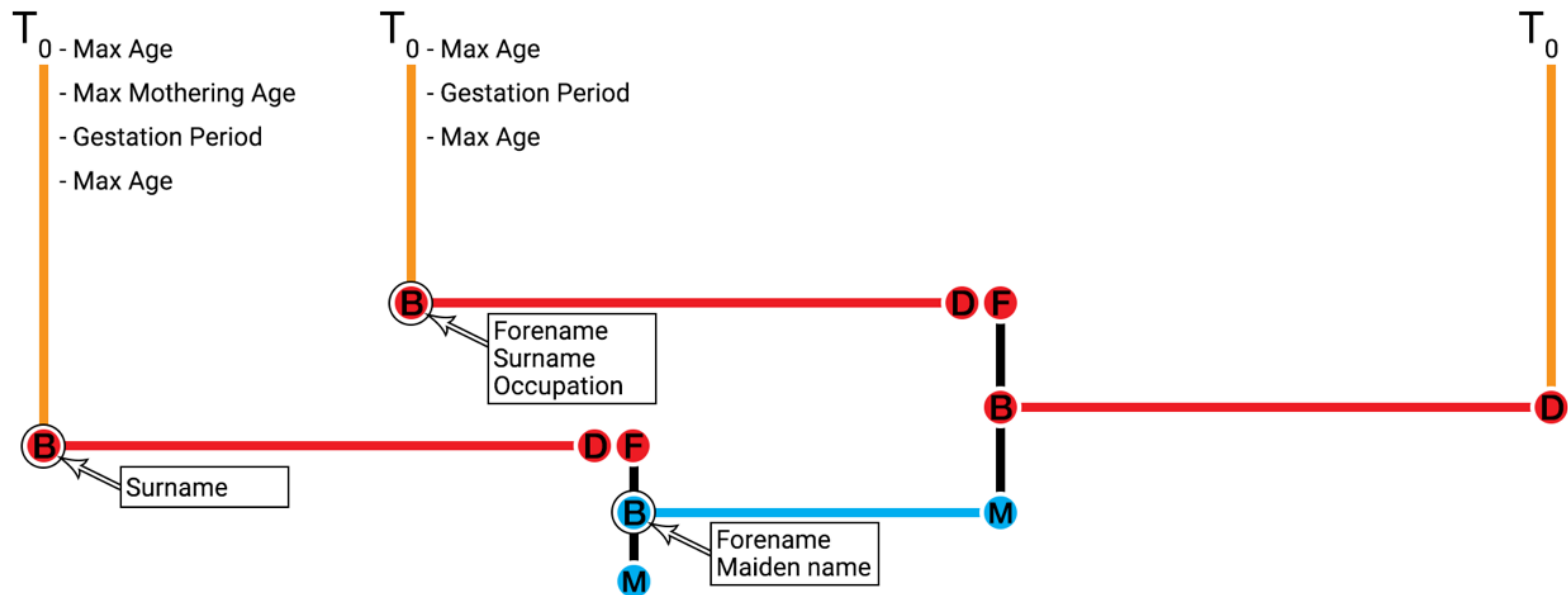 T0 - Max Age
- Max Mothering Age
- Gestation Period
- Max Age
T0 - Max Age
- Gestation Period
- Max Age
T0
B
D F
Forename
Surname
Occupation
B
D
B
D F
Surname
B
M
Forename
Maiden name
M